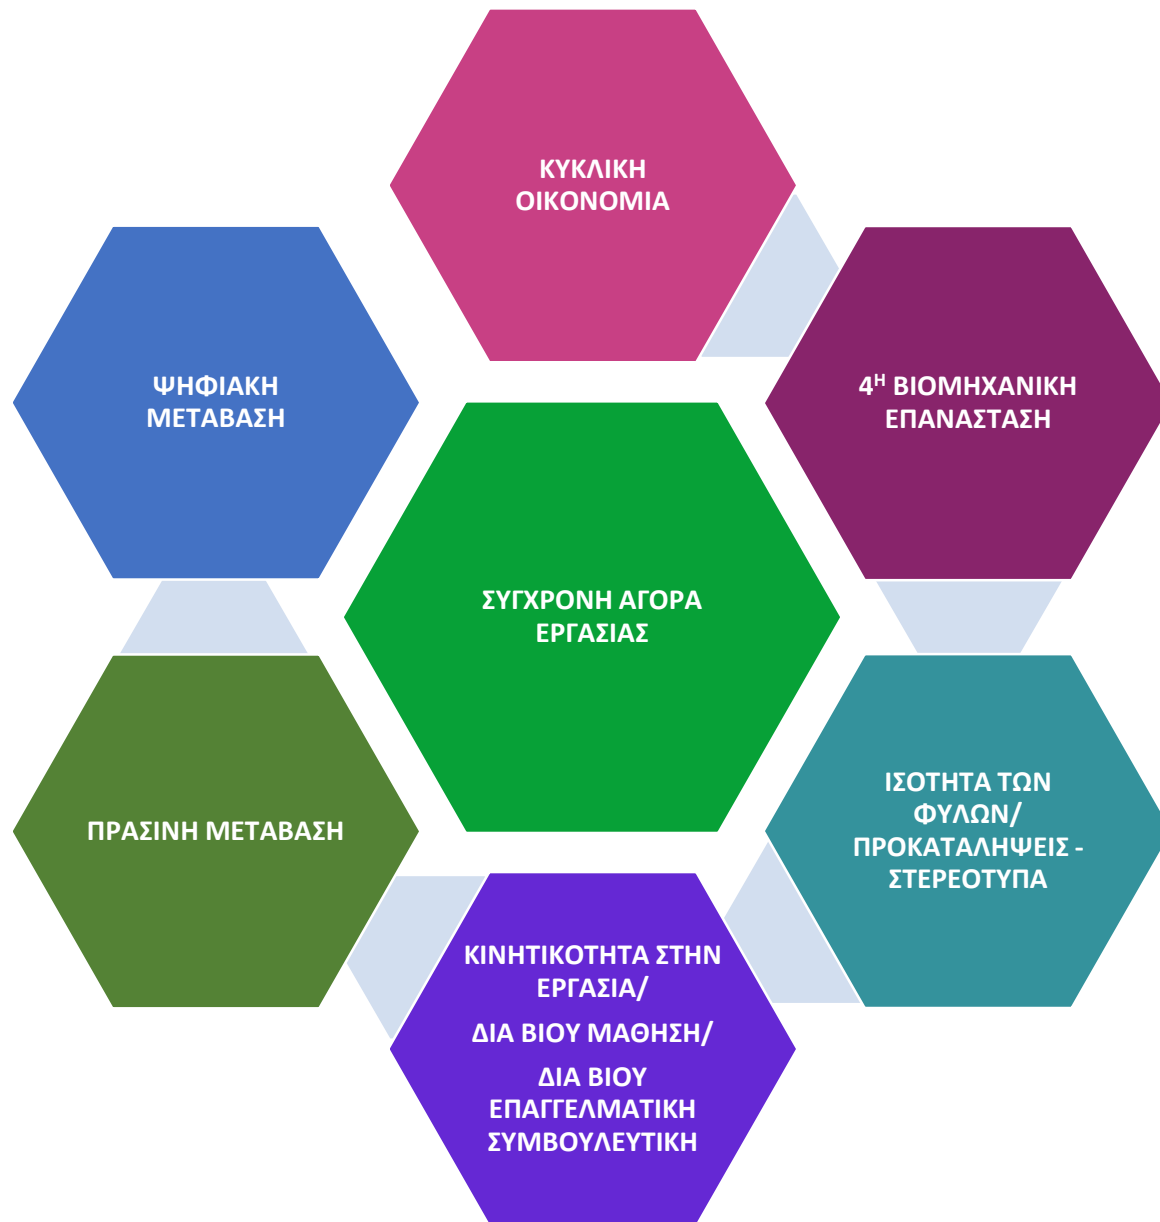 ΚΥΚΛΙΚΗ
ΟΙΚΟΝΟΜΙΑ
ΨΗΦΙΑΚΗ
ΜΕΤΑΒΑΣΗ
4Η ΒΙΟΜΗΧΑΝΙΚΗ
ΕΠΑΝΑΣΤΑΣΗ
ΣΥΓΧΡΟΝΗ ΑΓΟΡΑ
ΕΡΓΑΣΙΑΣ
ΠΡΑΣΙΝΗ ΜΕΤΑΒΑΣΗ
ΙΣΟΤΗΤΑ ΤΩΝ
ΦΥΛΩΝ/
ΠΡΟΚΑΤΑΛΗΨΕΙΣ -
ΣΤΕΡΕΟΤΥΠΑ
ΚΙΝΗΤΙΚΟΤΗΤΑ ΣΤΗΝ
ΕΡΓΑΣΙΑ/
ΔΙΑ ΒΙΟΥ ΜΑΘΗΣΗ/
ΔΙΑ ΒΙΟΥ
ΕΠΑΓΓΕΛΜΑΤΙΚΗ
ΣΥΜΒΟΥΛΕΥΤΙΚΗ